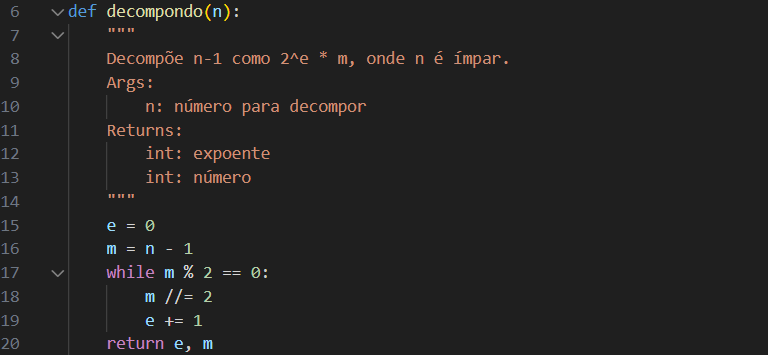 6 def decompondo(n):
7 """
8 Decompõe n-1 como 2^e * m, onde n é ímpar.
9 Args:
10 n: número para decompor
11 Returns:
12 int: expoente
13 int: número
14 """
15 e = 0
16 m = n - 1
17 while m % 2 == 0:
18 m //= 2
19 e += 1
20 return e, m